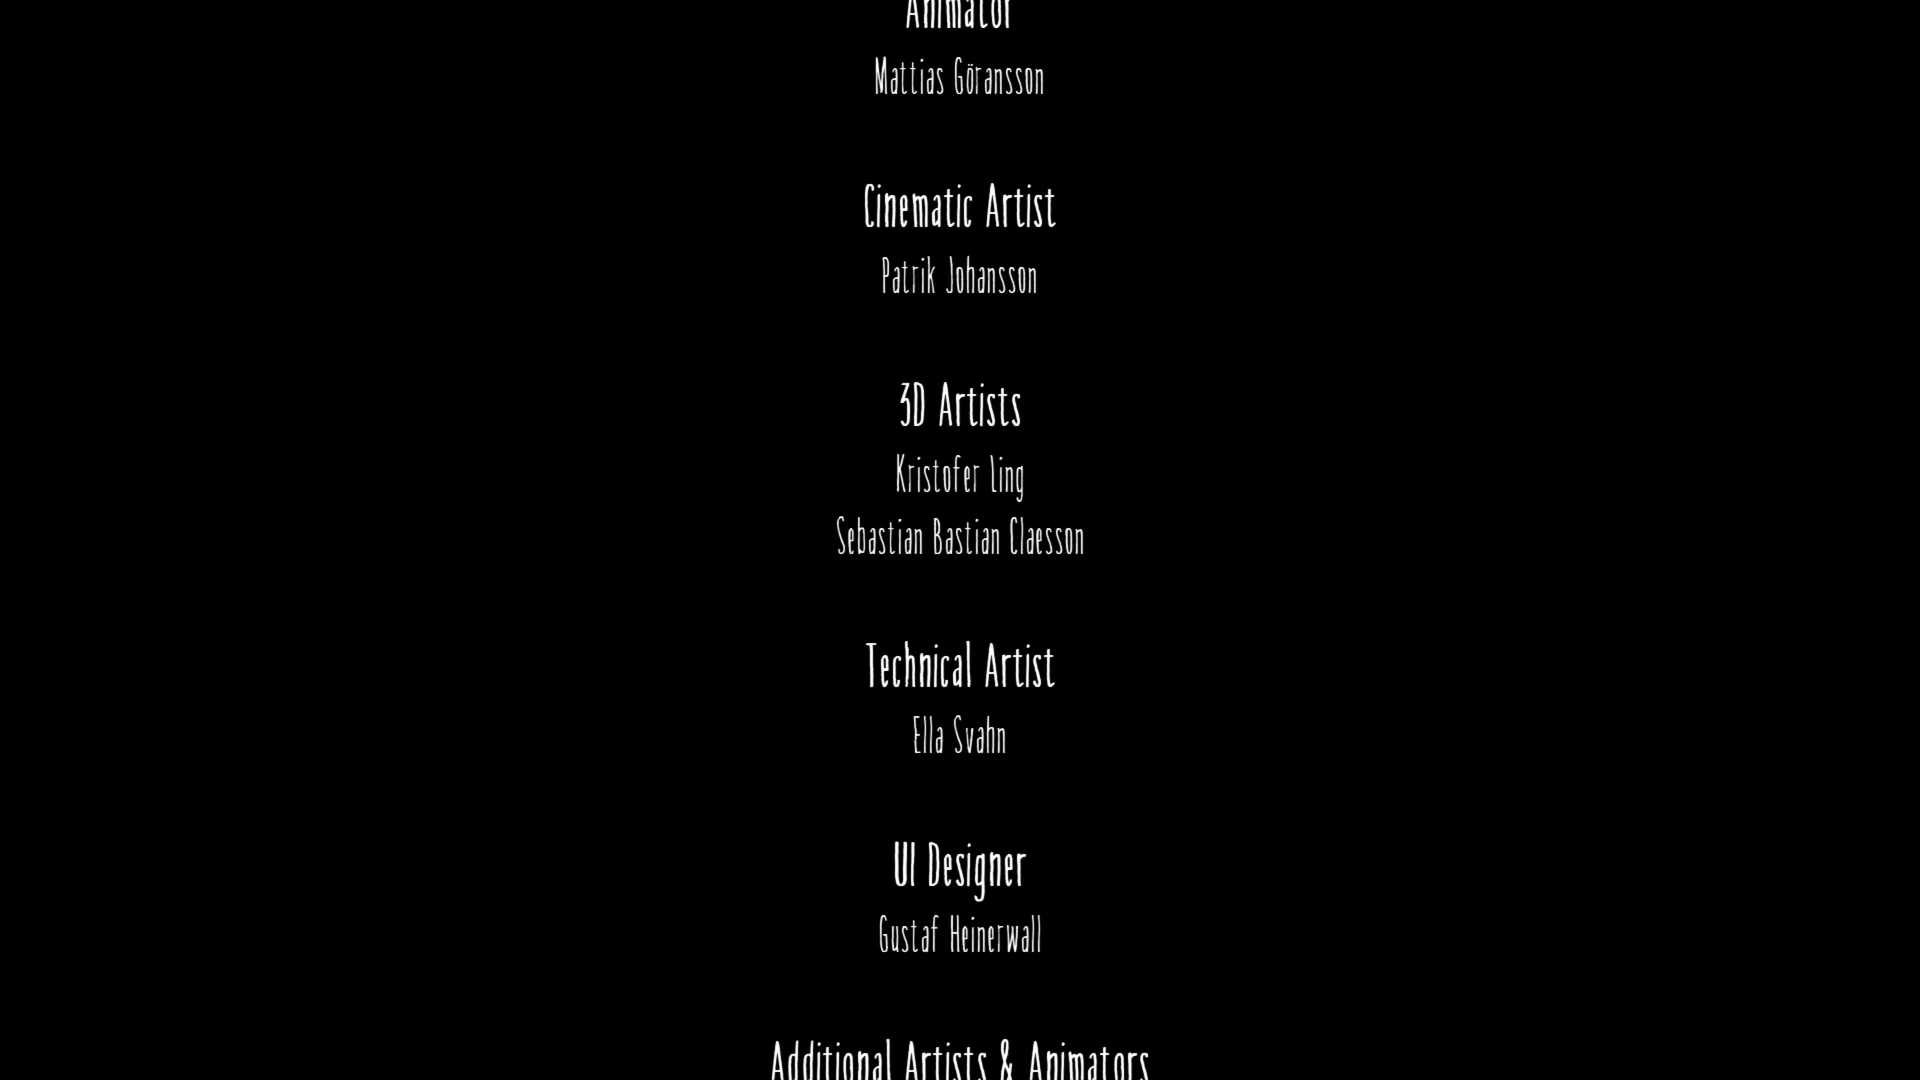 Animator
Mattias Göransson
Cinematic Artist
Patrik Johansson
3D Artists
Kristofer Ling
Sebastian Bastian Claesson
Technical Artist
Ella Svahn
UI Designer
Gustaf Heinerwall
Additional Artists & Animators